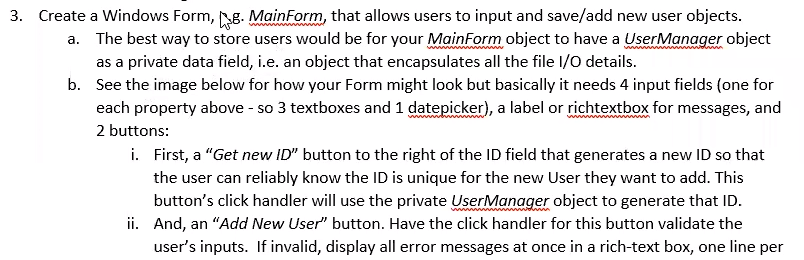 3. Create a Windows Form, e.g. MainForm, that allows users to input and save/add new user objects.
a. The best way to store users would be for your MainForm object to have a UserManager object
as a private data field, i.e. an object that encapsulates all the file I/O details.
b. See the image below for how your Form might look but basically it needs 4 input fields (one for
each property above - so 3 textboxes and 1 datepicker), a label or richtextbox for messages, and
2 buttons:
i. First, a “Get new ID” button to the right of the ID field that generates a new ID so that
the user can reliably know the ID is unique for the new User they want to add. This
button’s click handler will use the private UserManager object to generate that ID.
ii. And, an “Add New User” button. Have the click handler for this button validate the
user’s inputs.  If invalid, display all error messages at once in a rich-text box, one line per